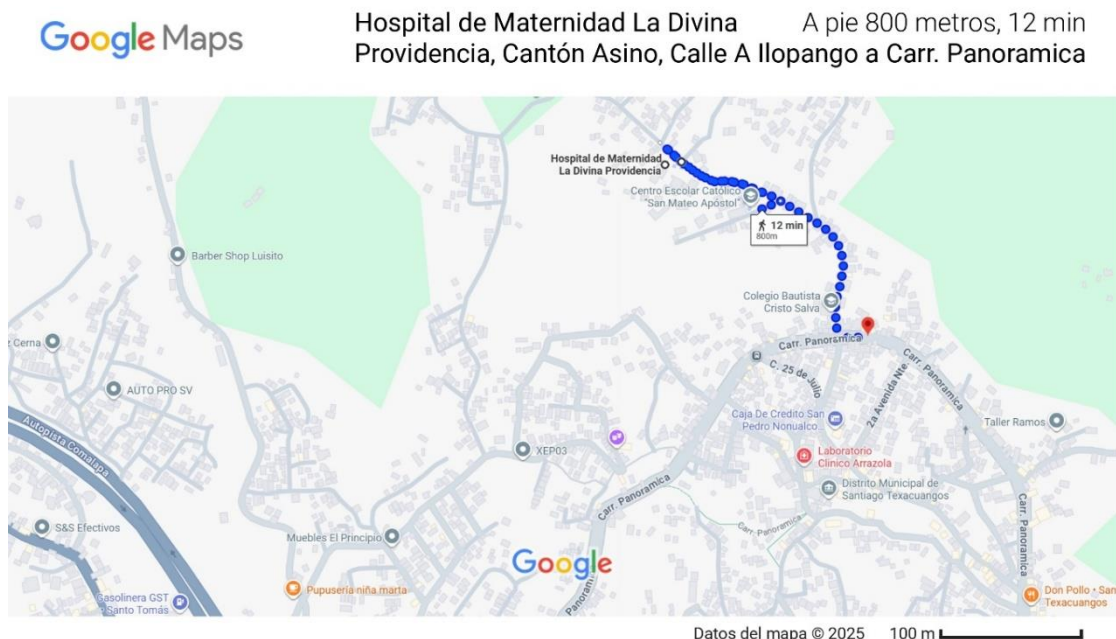 Google Maps
Hospital de Maternidad La Divina
Providencia, Cantón Asino, Calle A Ilopango a Carr. Panoramica
A pie 800 metros, 12 min
Hospital de Maternidad
La Divina Providencia
Centro Escolar Católico
"San Mateo Apóstol"
12 min
800m
Barber Shop Luisito
Colegio Bautista
Cristo Salva
Carr. Panoramica
z Cerna
C. 25 de Julio
2a Avenida Nte.
Carr. Panoramica
AUTO PRO SV
Caja De Credito San
Pedro Nonualco...
Taller Ramos
Autopista Comalapa
XEP03
Laboratorio
Clinico Arrazola
Distrito Municipal de
Santiago Texacuangos
Carr. Panoramica
Carr. Panoramica
Carr. Panoramica
S&S Efectivos
Muebles El Principio
Google
Panoram
Pupusería niña marta
Gasolinera GST
- Santo Tomás
Don Pollo • San
Texacuangos
Datos del mapa © 2025
100 m